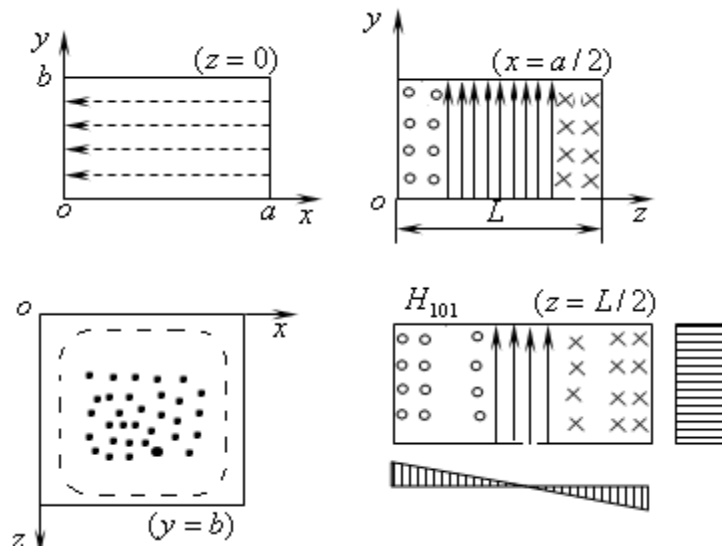 y
b
(z = 0)
o
a
x
y
(x = a / 2)
o
L
z
o
x
(y = b)
z
H₁₀₁
(z = L / 2)